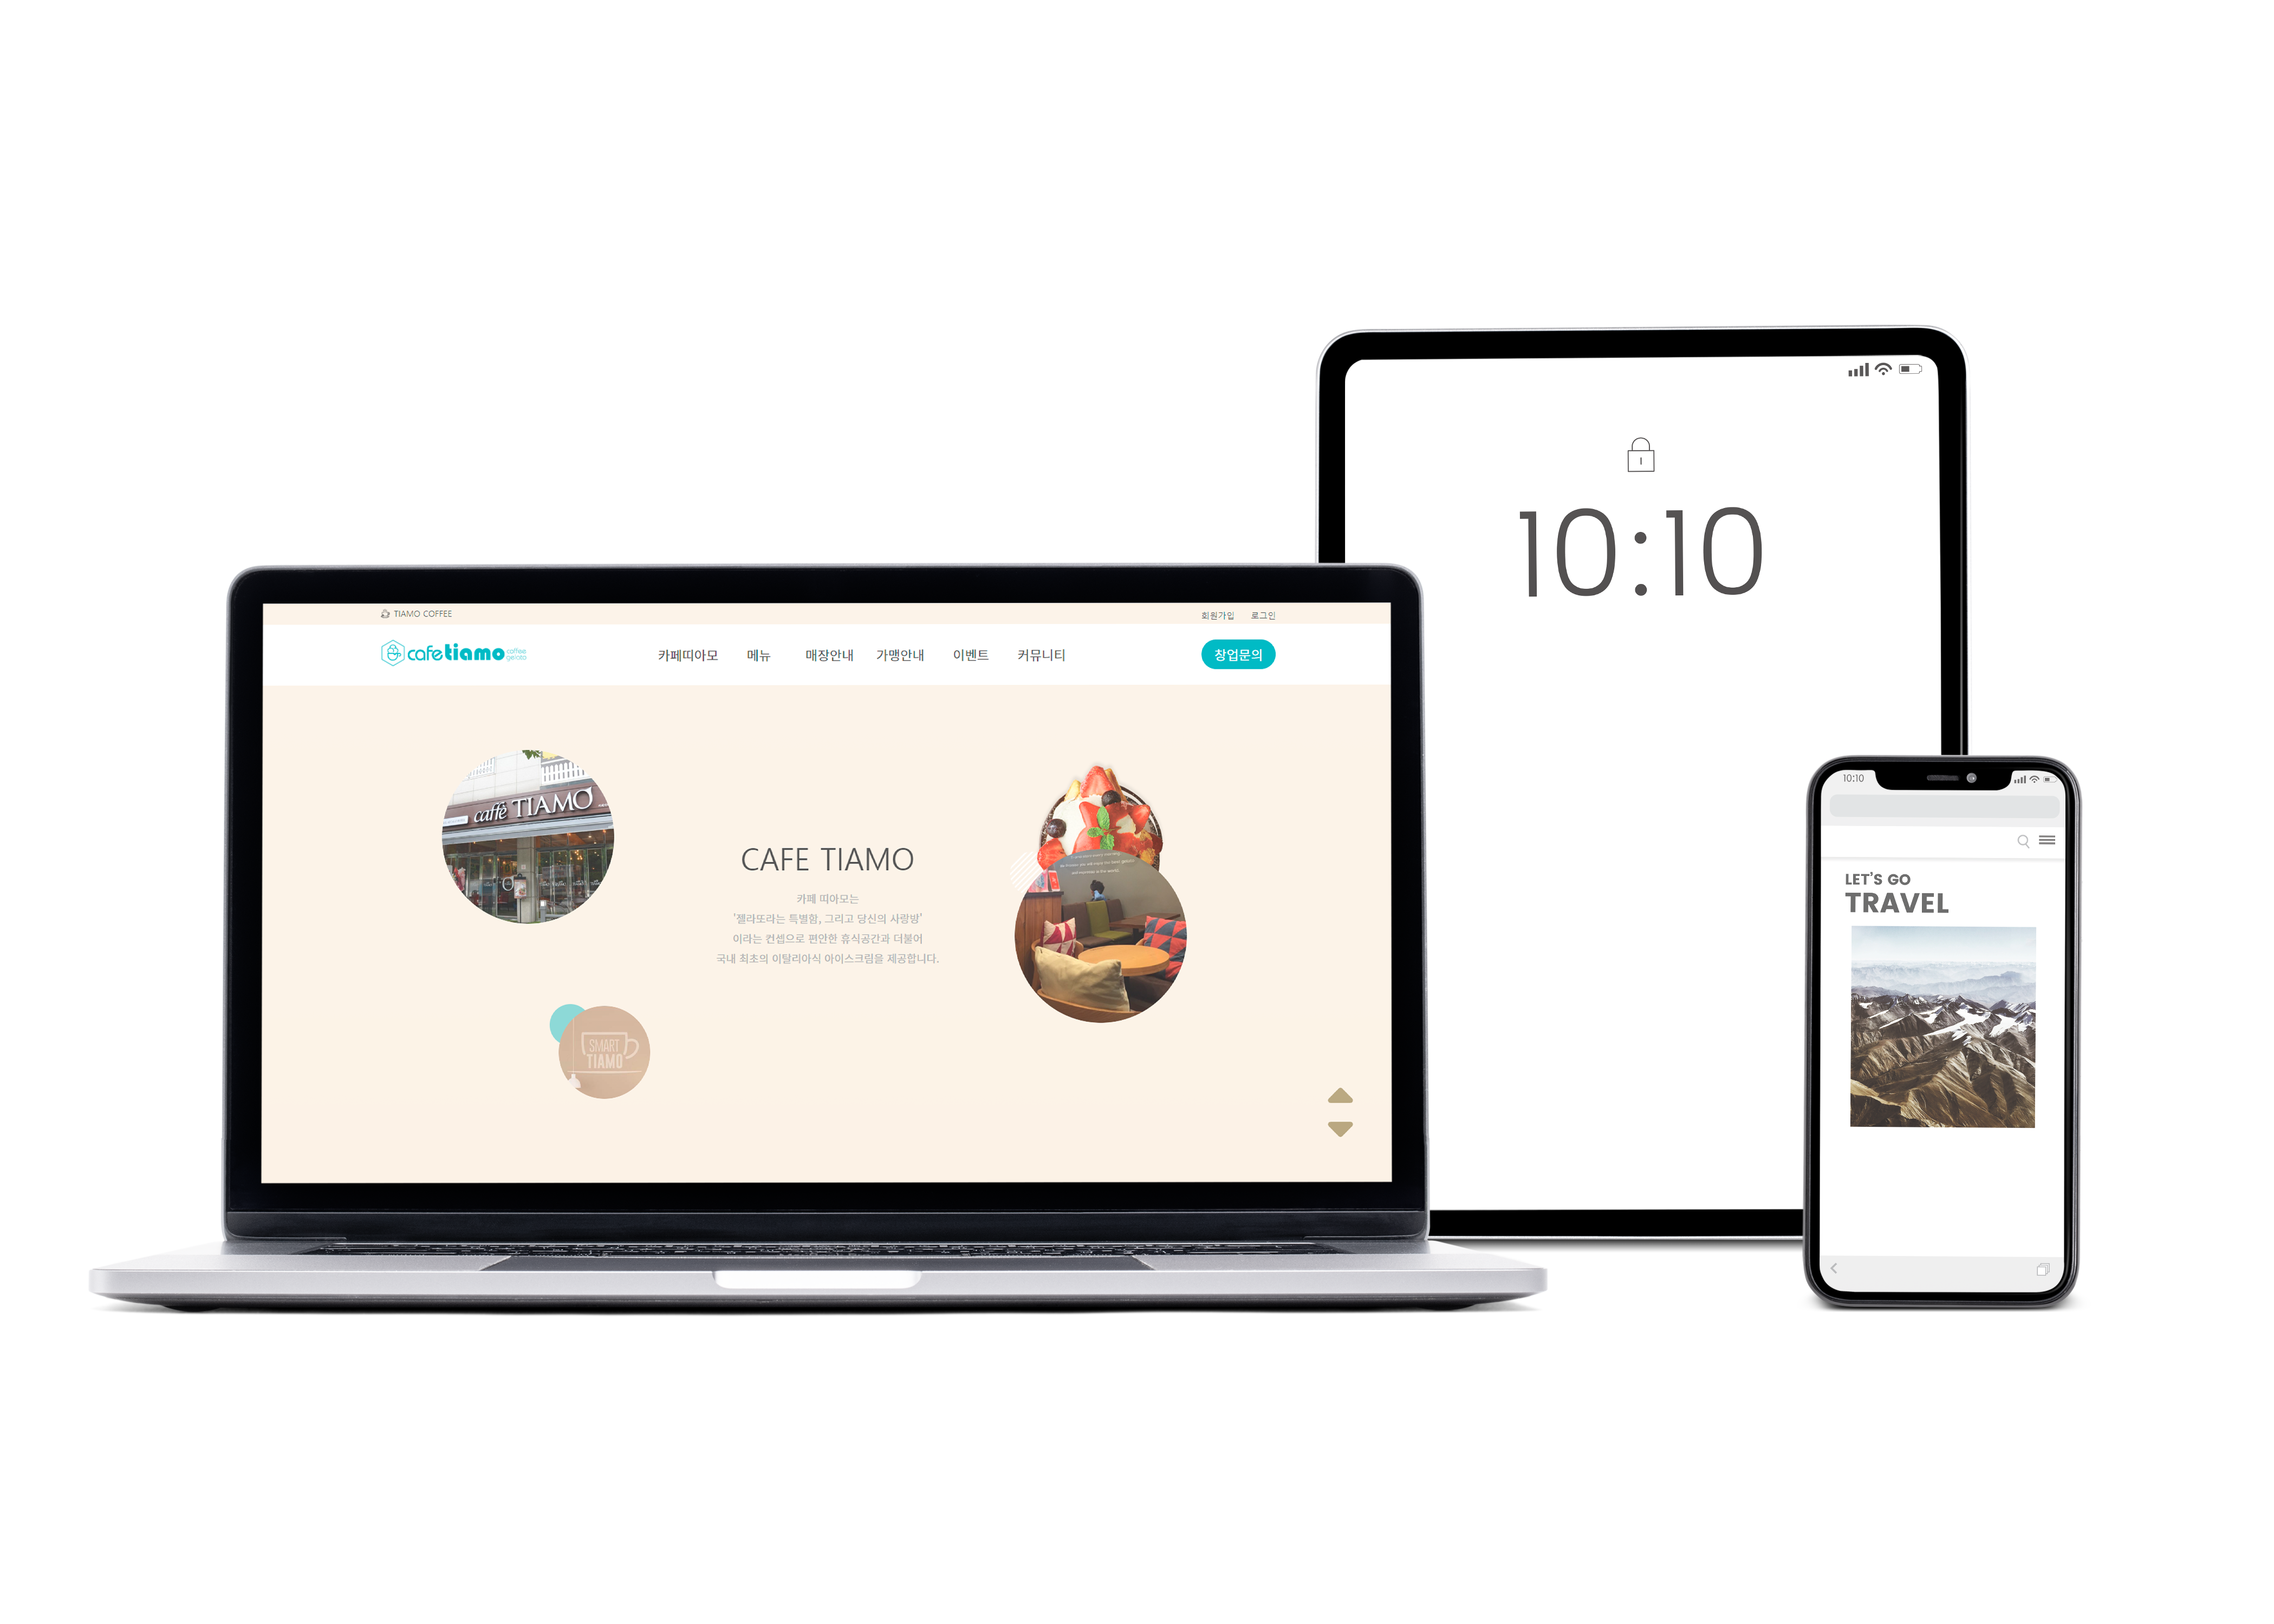 TIAMO COFFEE
회원가입 로그인
cafetiamo coffee gelato
카페띠아모 메뉴 매장안내 가맹안내 이벤트 커뮤니티
창업문의
caffé TIAMO
CAFE TIAMO
카페 띠아모는
'젤라또라는 특별함, 그리고 당신의 사랑방'
이라는 컨셉으로 편안한 휴식공간과 더불어
국내 최초의 이탈리아식 아이스크림을 제공합니다.
SMART
TIAMO
10:10
10:10
LET'S GO
TRAVEL